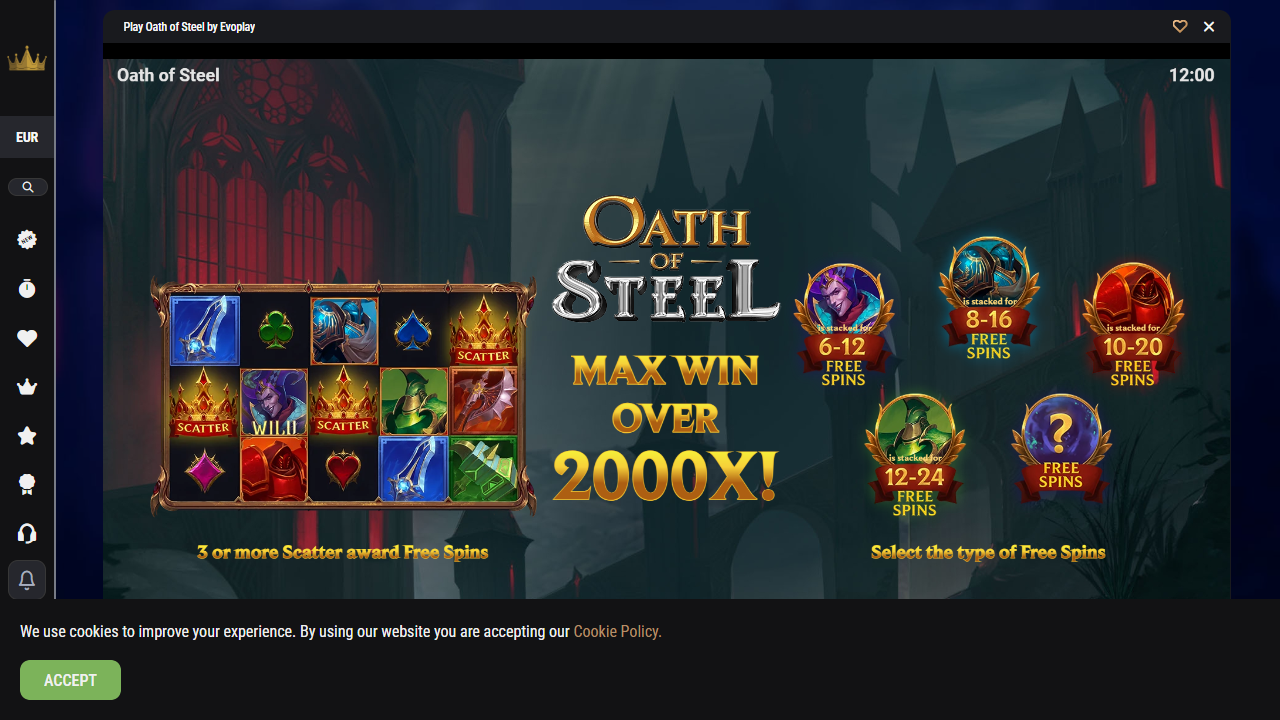 Play Oath of Steel by Evoplay
Oath of Steel
12:00
EUR
NEW
OATH
OF
STEEL
MAX WIN
OVER
2000X!
SCATTER
SCATTER
WILD
SCATTER
3 or more Scatter award Free Spins
is stacked for
6-12
FREE
SPINS
is stacked for
8-16
FREE
SPINS
is stacked for
10-20
FREE
SPINS
is stacked for
12-24
FREE
SPINS
?
FREE
SPINS
Select the type of Free Spins
We use cookies to improve your experience. By using our website you are accepting our Cookie Policy.
ACCEPT